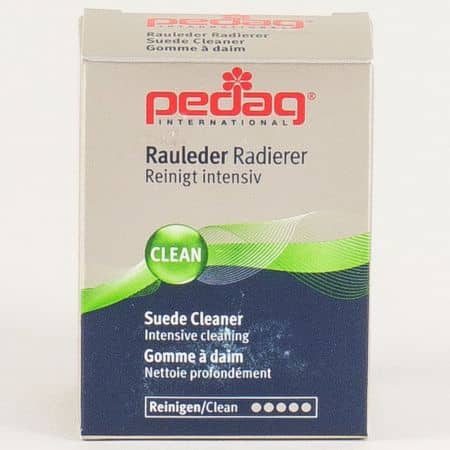 Rauleder Radierer
Suede Cleaner
Gomme à daim
pedag®
INTERNATIONAL
Rauleder Radierer
Reinigt intensiv
CLEAN
Suede Cleaner
Intensive cleaning
Gomme à daim
Nettoie profondément
Reinigen/Clean